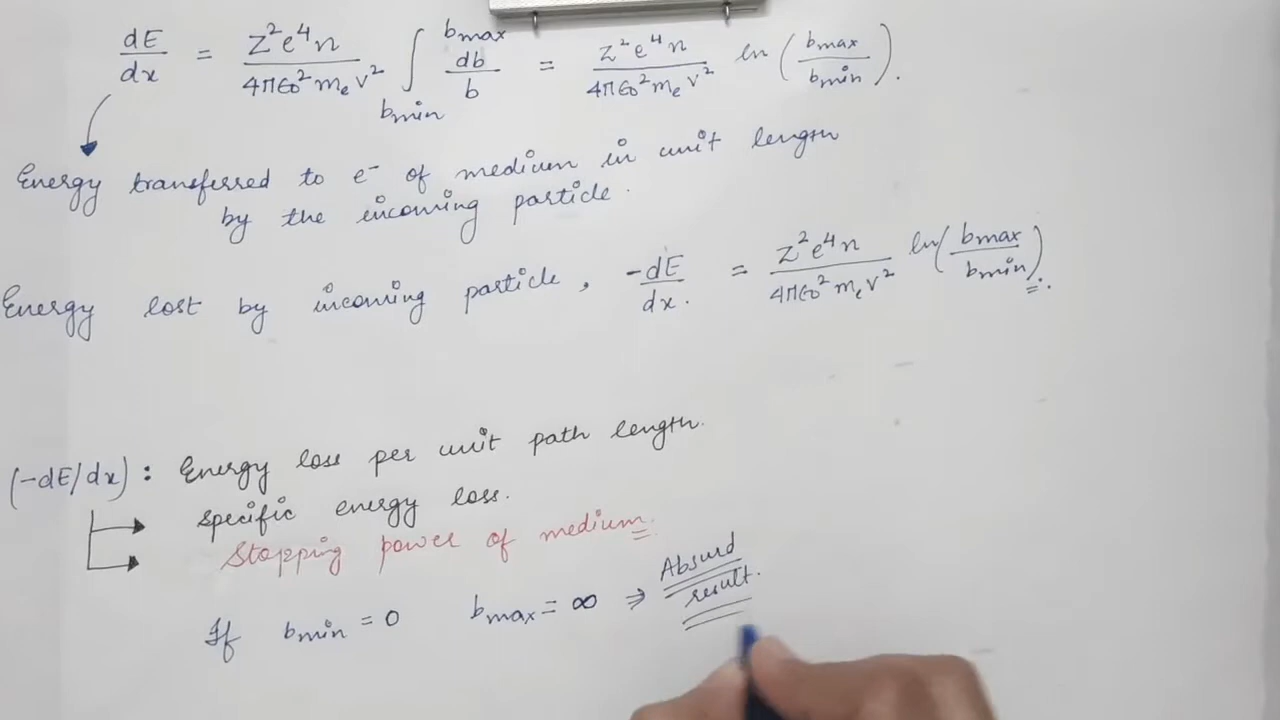 dE/dx = Z²e⁴n / 4πϵ₀²mₑv² ∫ bmin bmax db/b = Z²e⁴n / 4πϵ₀²mₑv² ln (bmax/bmin).
Energy transferred to e⁻ of medium in unit length
by the incoming particle.
Energy lost by incoming particle, -dE/dx. = Z²e⁴n / 4πϵ₀²mₑv² ln(bmax/bmin)
(-dE/dx) : Energy loss per unit path length.
Specific energy loss.
Stopping power of medium.
If bmin = 0 bmax = ∞ ⇒ Absurd
result.